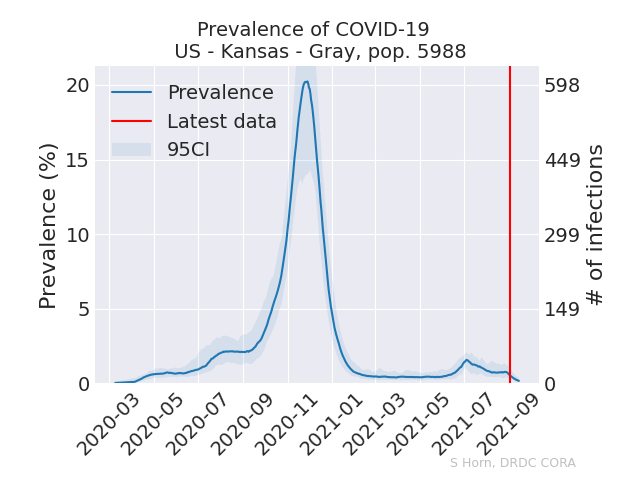 Prevalence of COVID-19
US - Kansas - Gray, pop. 5988
Prevalence
Latest data
95CI
Prevalence (%)
20
15
10
5
0
598
449
299
149
0
# of infections
2020-03
2020-05
2020-07
2020-09
2020-11
2021-01
2021-03
2021-05
2021-07
2021-09
S Horn, DRDC CORA